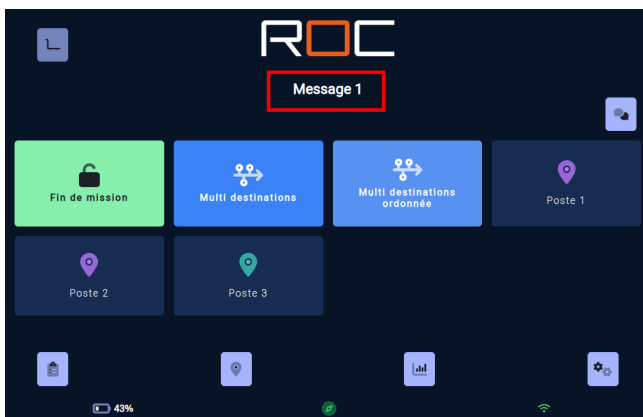 ROC
Message 1
Fin de mission
Multi destinations
Multi destinations
ordonnée
Poste 1
Poste 2
Poste 3
43%